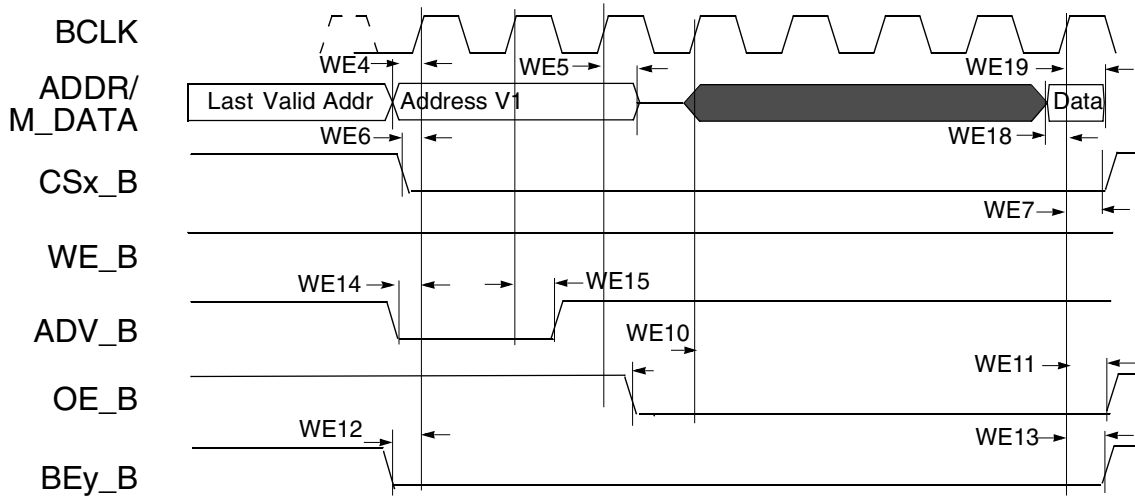 BCLK
WE4
WE5
WE19
ADDR/
M_DATA
Last Valid Addr
Address V1
Data
WE6
WE18
CSx_B
WE7
WE_B
WE14
WE15
ADV_B
WE10
WE11
OE_B
WE12
WE13
BEy_B